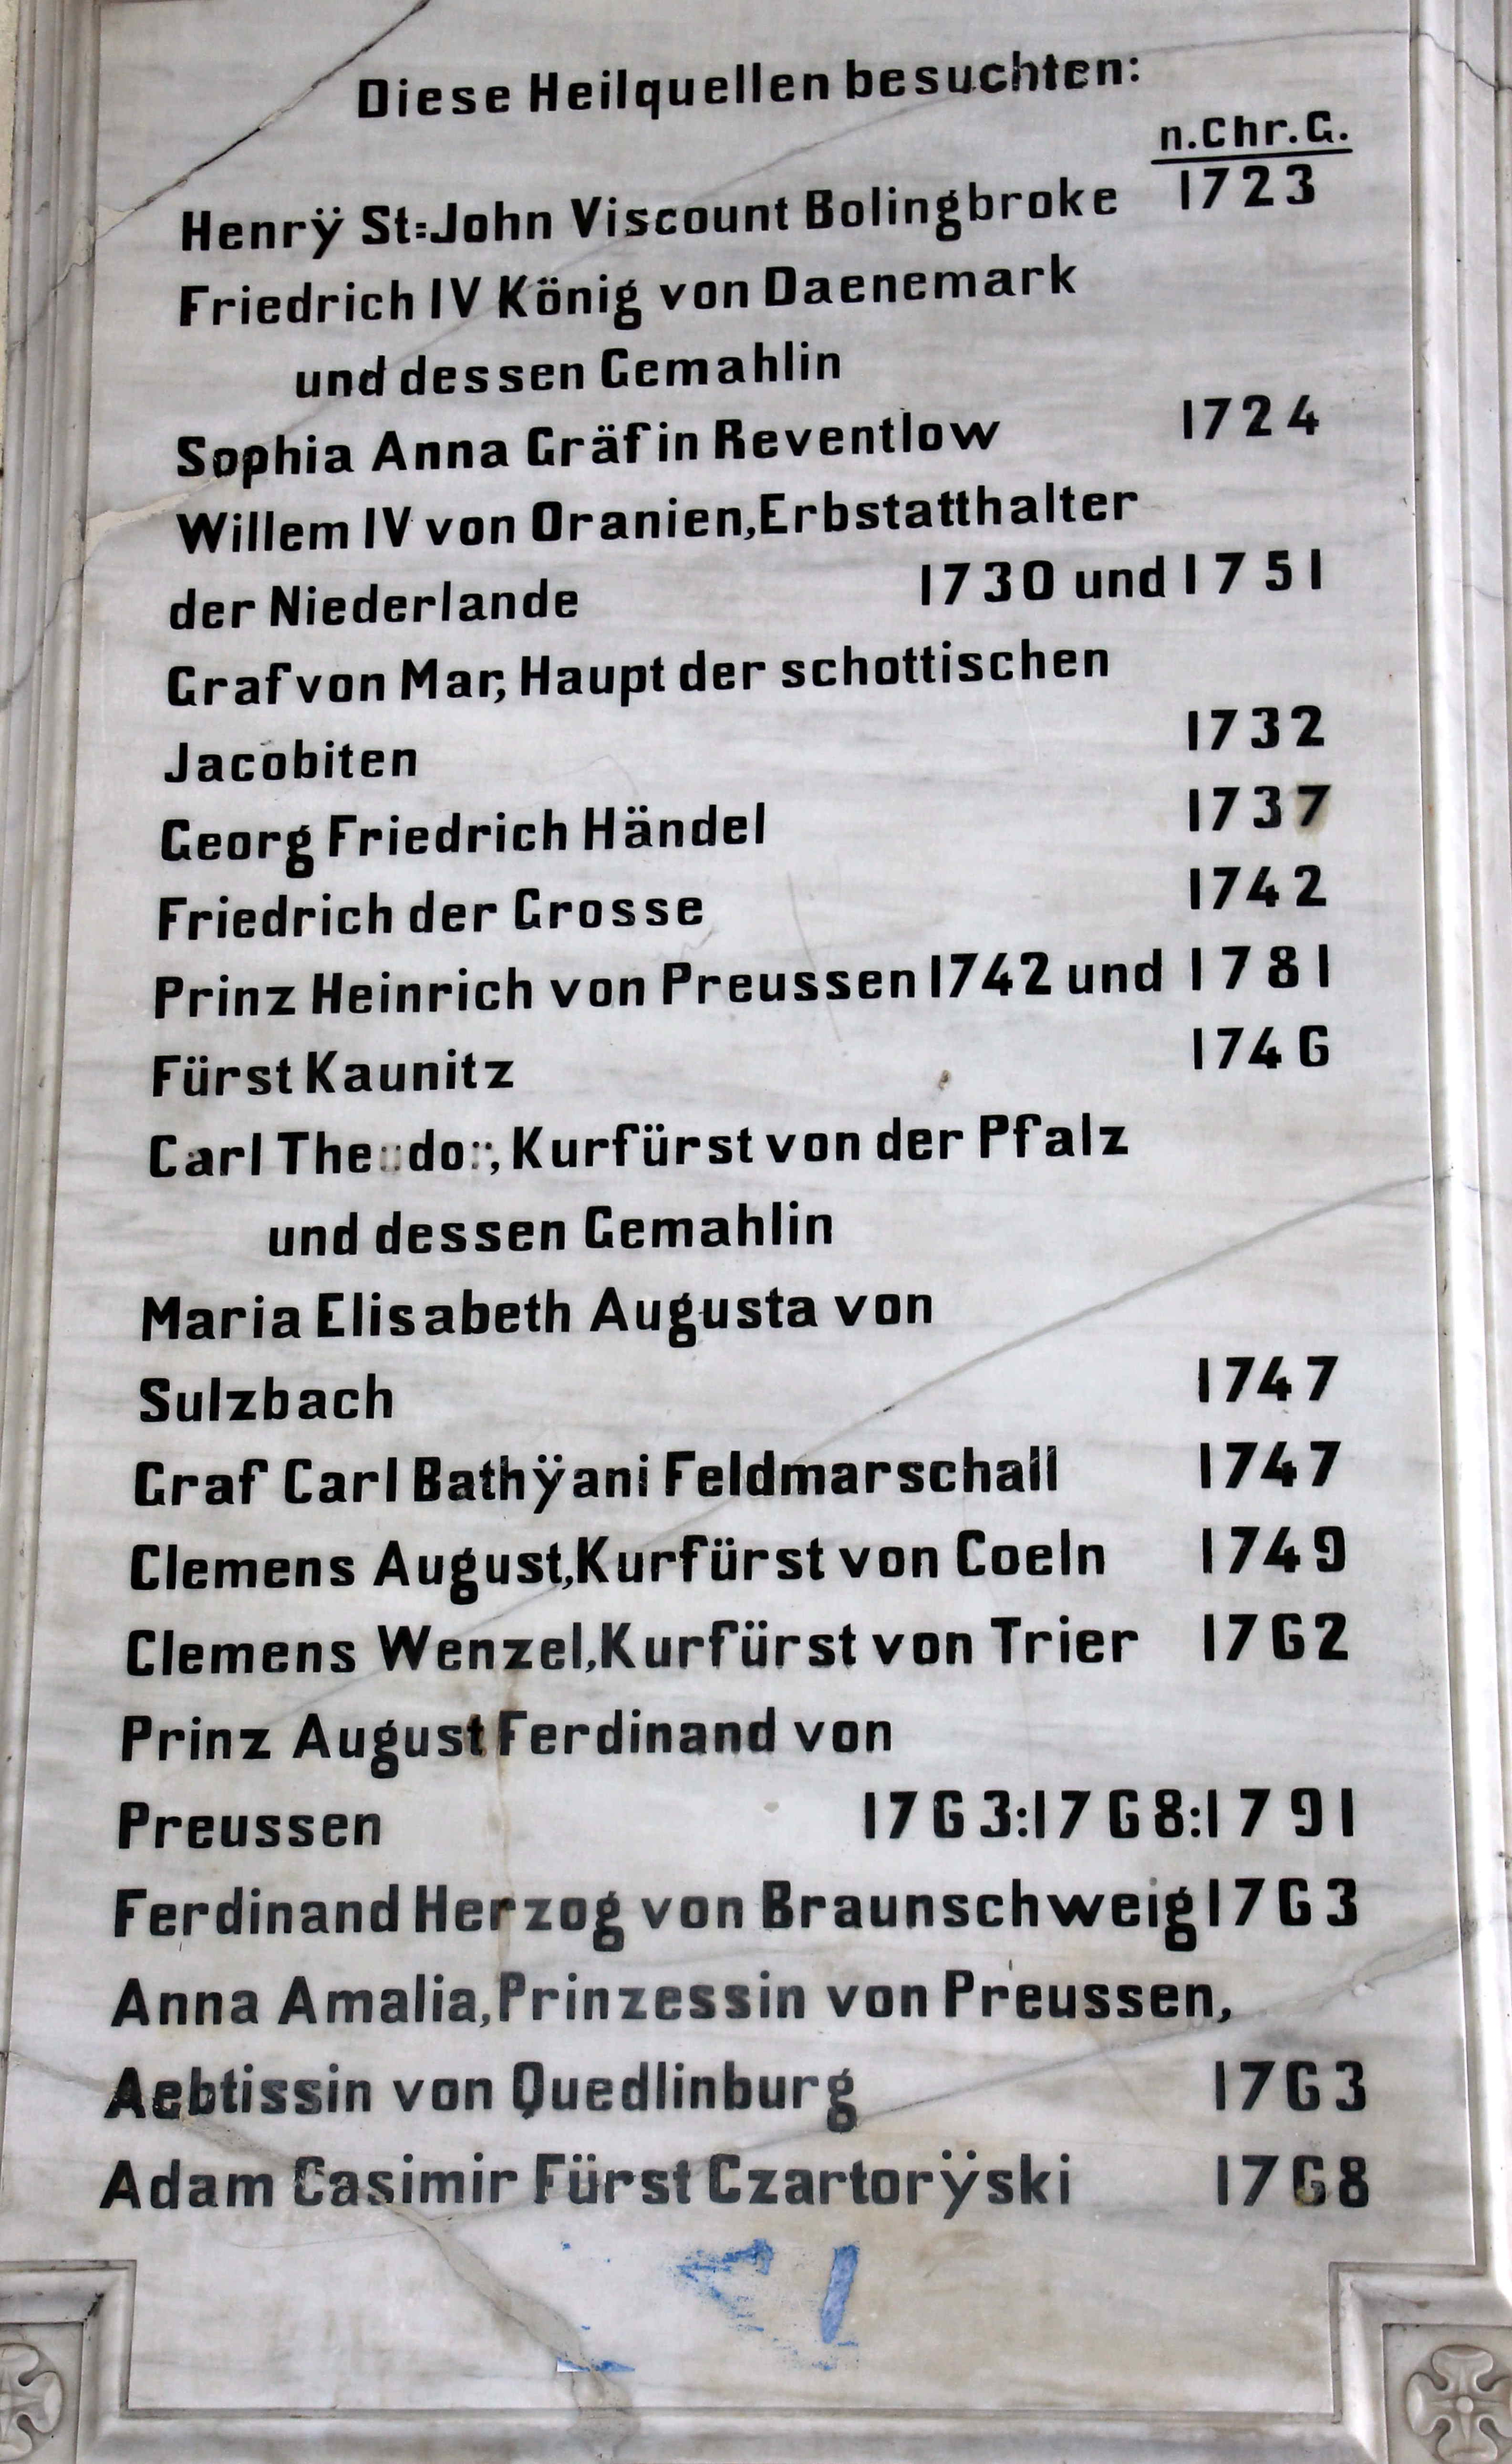 Diese Heilquellen besuchten:
n.Chr.G.
Henrÿ St=John Viscount Bolingbroke 1723
Friedrich IV König von Daenemark
und dessen Gemahlin
Sophia Anna Gräfin Reventlow 1724
Willem IV von Oranien, Erbstatthalter
der Niederlande 1730 und 1751
Graf von Mar, Haupt der schottischen
Jacobiten 1732
Georg Friedrich Händel 1737
Friedrich der Grosse 1742
Prinz Heinrich von Preussen 1742 und 1781
Fürst Kaunitz 1746
Carl Theodor, Kurfürst von der Pfalz
und dessen Gemahlin
Maria Elisabeth Augusta von
Sulzbach 1747
Graf Carl Bathÿani Feldmarschall 1747
Clemens August, Kurfürst von Coeln 1749
Clemens Wenzel, Kurfürst von Trier 1762
Prinz August Ferdinand von
Preussen 1763:1768:1791
Ferdinand Herzog von Braunschweig 1763
Anna Amalia, Prinzessin von Preussen,
Aebtissin von Quedlinburg 1763
Adam Casimir Fürst Czartorÿski 1768